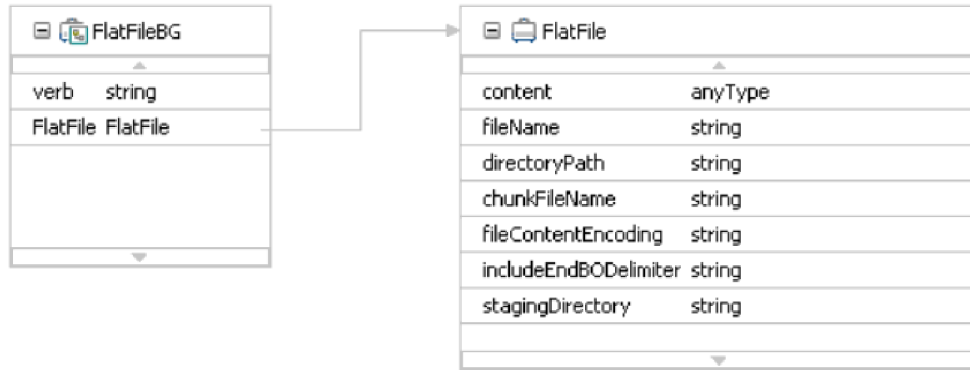 FlatFileBG
verb string
FlatFile FlatFile
FlatFile
content anyType
fileName string
directoryPath string
chunkFileName string
fileContentEncoding string
includeEndBODelimiter string
stagingDirectory string